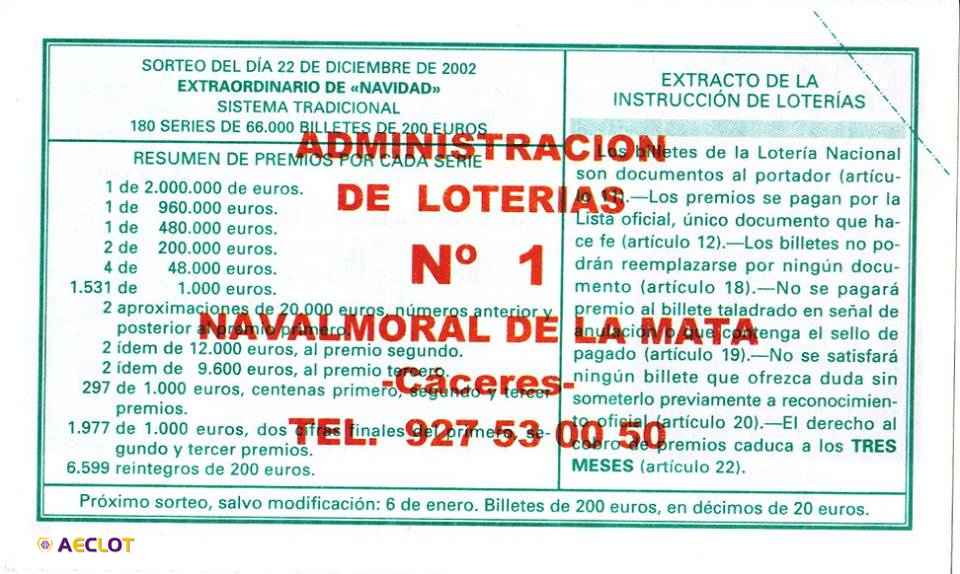 SORTEO DEL DÍA 22 DE DICIEMBRE DE 2002
EXTRAORDINARIO DE «NAVIDAD»
SISTEMA TRADICIONAL
180 SERIES DE 66.000 BILLETES DE 200 EUROS
RESUMEN DE PREMIOS POR CADA SERIE
1 de 2.000.000 de euros.
1 de 960.000 euros.
1 de 480.000 euros.
2 de 200.000 euros.
4 de 48.000 euros.
1.531 de 1.000 euros.
2 aproximaciones de 20.000 euros, números anterior y
posterior al premio primero.
2 ídem de 12.000 euros, al premio segundo.
2 ídem de 9.600 euros, al premio tercero.
297 de 1.000 euros, centenas primero, segundo y tercer
premios.
1.977 de 1.000 euros, dos cifras finales del primero, se-
gundo y tercer premios.
6.599 reintegros de 200 euros.
EXTRACTO DE LA
INSTRUCCIÓN DE LOTERÍAS
Los billetes de la Lotería Nacional
son documentos al portador (artícu-
lo 11).—Los premios se pagan por la
Lista oficial, único documento que ha-
ce fe (artículo 12).—Los billetes no po-
drán reemplazarse por ningún docu-
mento (artículo 18).—No se pagará
premio al billete taladrado en señal de
anulación o que contenga el sello de
pagado (artículo 19).—No se satisfará
ningún billete que ofrezca duda sin
someterlo previamente a reconocimien-
to oficial (artículo 20).—El derecho al
cobro de premios caduca a los TRES
MESES (artículo 22).
Próximo sorteo, salvo modificación: 6 de enero. Billetes de 200 euros, en décimos de 20 euros.
ADMINISTRACION
DE LOTERIAS
Nº 1
NAVALMORAL DE LA MATA
-Cáceres-
TEL. 927 53 00 50
AECLOT